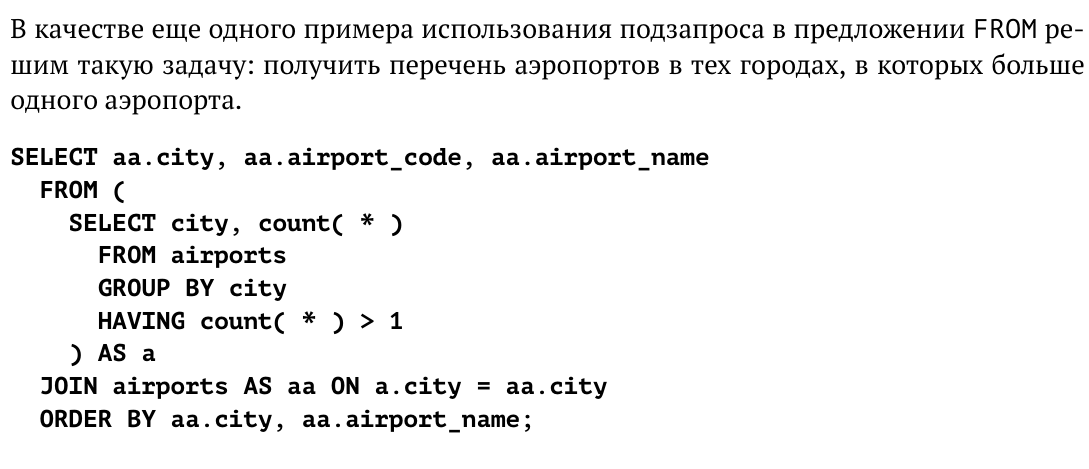 В качестве еще одного примера использования подзапроса в предложении FROM ре-
шим такую задачу: получить перечень аэропортов в тех городах, в которых больше
одного аэропорта.
SELECT aa.city, aa.airport_code, aa.airport_name
  FROM (
    SELECT city, count( * )
      FROM airports
      GROUP BY city
      HAVING count( * ) > 1
    ) AS a
  JOIN airports AS aa ON a.city = aa.city
  ORDER BY aa.city, aa.airport_name;